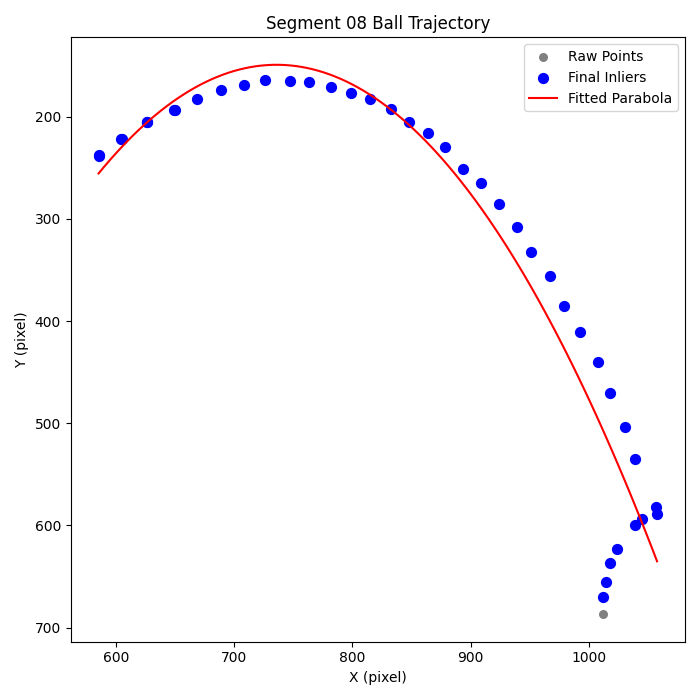 Segment 08 Ball Trajectory
Raw Points
Final Inliers
Fitted Parabola
200
300
400
500
600
700
Y (pixel)
600 700 800 900 1000
X (pixel)